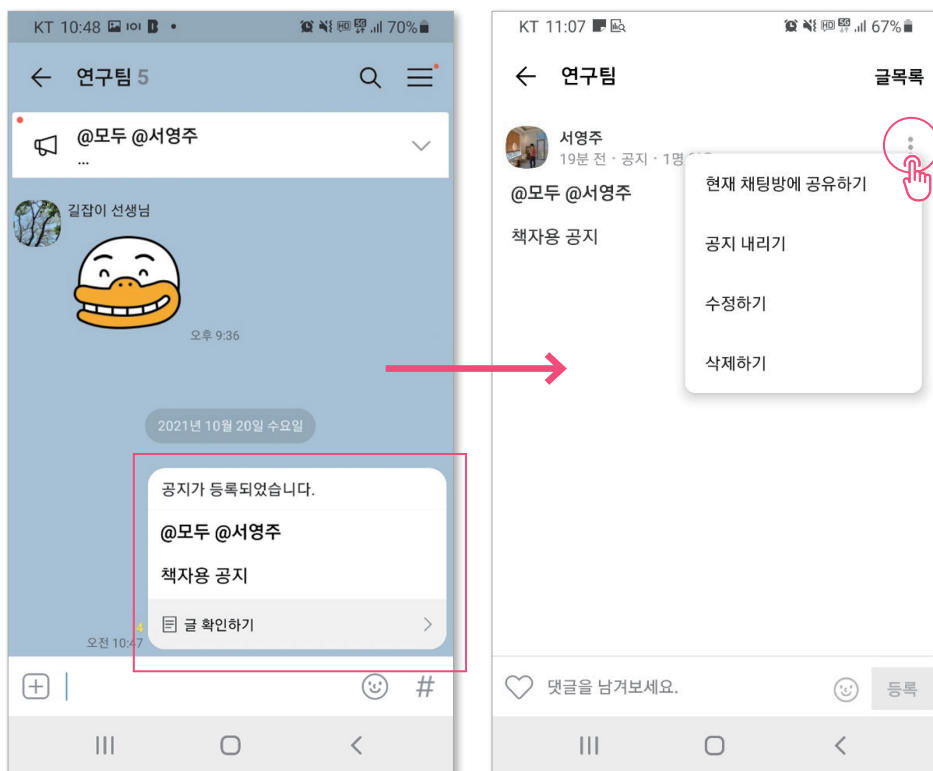 KT 10:48
70%
연구팀 5
@모두 @서영주
...
길잡이 선생님
오후 9:36
2021년 10월 20일 수요일
공지가 등록되었습니다.
@모두 @서영주
책자용 공지
4
글 확인하기
오전 10:47
#
KT 11:07
67%
연구팀
글목록
서영주
19분 전 · 공지 · 1명
@모두 @서영주
책자용 공지
현재 채팅방에 공유하기
공지 내리기
수정하기
삭제하기
댓글을 남겨보세요.
등록